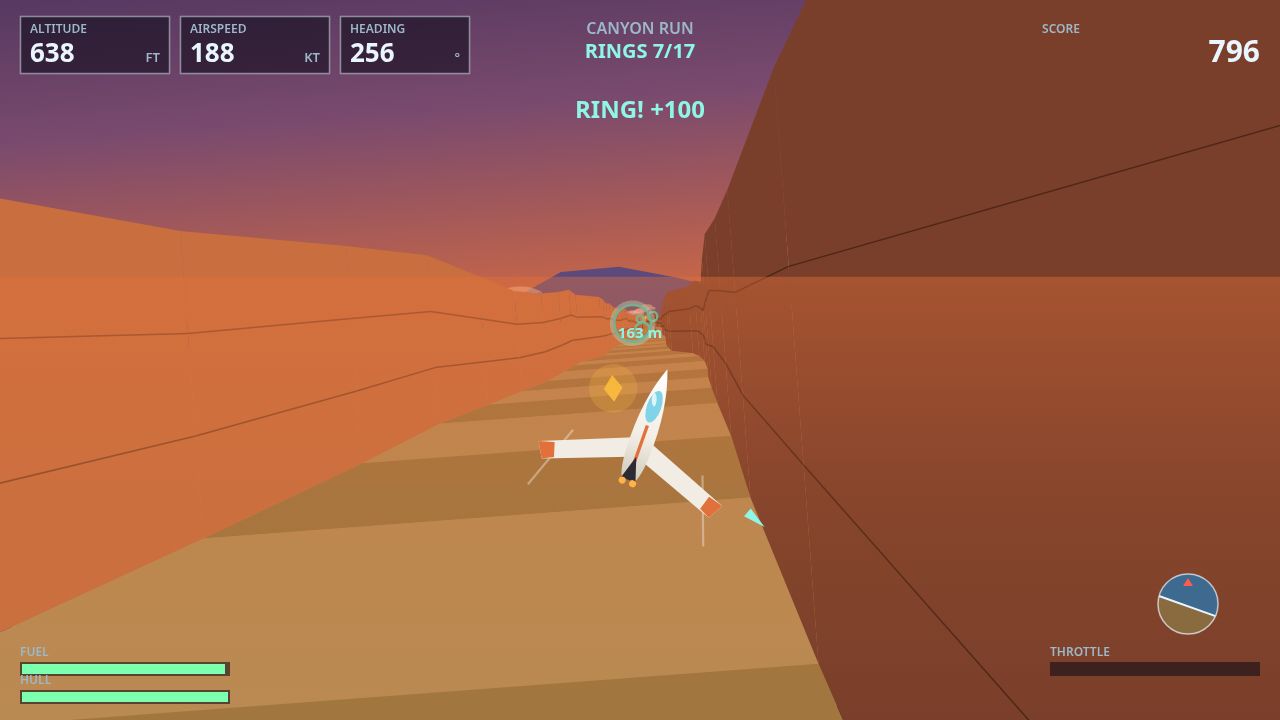 ALTITUDE
638 FT
AIRSPEED
188 KT
HEADING
256 °
CANYON RUN
RINGS 7/17
RING! +100
SCORE
796
163 m
FUEL
HULL
THROTTLE